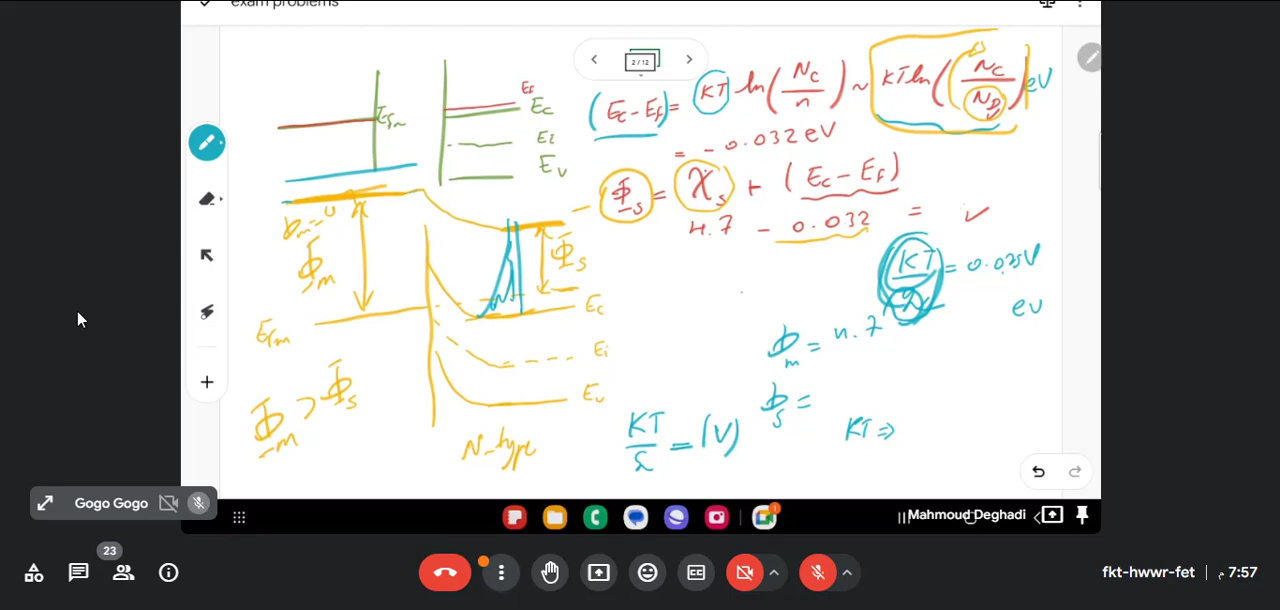 exam problems
2 / 12
(Ec - Ef) = KT ln(Nc/n) ~ KT ln(Nc/ND) eV
= - 0.032 eV
Φs = χs + (Ec - Ef)
4.7 - 0.032 =
KT/q = 0.025V
ev
Efm
Ef
Ec
Ei
Ev
Φm
Φs
Efm
Ec
Ei
Ev
Φm > Φs
N-type
Φm =
Φs =
KT/q = (V)
KT ⇒
Gogo Gogo
Mahmoud Deghadi
23
fkt-hwwr-fet
7:57 م